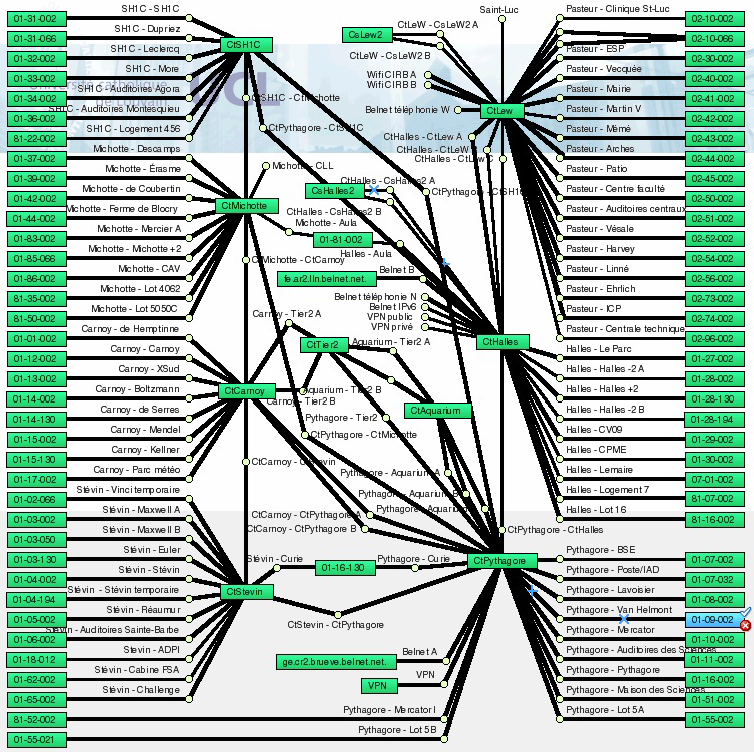 01-31-002
SH1C - SH1C
SH1C - Dupriez
01-31-066
SH1C - Leclercq
01-32-002
SH1C - More
01-33-002
SH1C - Auditoires Agora
01-34-002
SH1C - Auditoires Montesquieu
01-36-002
SH1C - Logement 456
81-22-002
Michotte - Descamps
01-37-002
Michotte - Érasme
01-39-002
Michotte - de Coubertin
01-42-002
Michotte - Ferme de Blocry
01-44-002
Michotte - Mercier A
01-83-002
Michotte - Michotte +2
01-85-066
Michotte - CAV
01-86-002
Michotte - Lot 4062
81-35-002
Michotte - Lot 5050C
81-50-002
Carnoy - de Hemptinne
01-01-002
Carnoy - Carnoy
01-12-002
Carnoy - XSud
01-13-002
Carnoy - Boltzmann
01-14-002
Carnoy - de Serres
01-14-130
Carnoy - Mendel
01-15-002
Carnoy - Kellner
01-15-130
Carnoy - Parc météo
01-17-002
Stévin - Vinci temporaire
01-02-066
Stévin - Maxwell A
01-03-002
Stévin - Maxwell B
01-03-050
Stévin - Euler
01-03-130
Stévin - Stévin
01-04-002
Stévin - Stévin temporaire
01-04-194
Stévin - Réaumur
01-05-002
Stévin - Auditoires Sainte-Barbe
01-06-002
Stévin - ADPI
01-18-012
Stévin - Cabine FSA
01-62-002
Stévin - Challenge
01-65-002
81-52-002
01-55-021
Université catholique
de Louvain
CtSH1C
CtSH1C - CtMichotte
CtPythagore - CtSH1C
Michotte - CLL
CtMichotte
Michotte - Aula
01-81-002
Halles - Aula
CtMichotte - CtCarnoy
Carnoy - Tier2 A
CtTier2
Aquarium - Tier2 A
CtCarnoy
Aquarium - Tier2 B
Carnoy - Tier2 B
CtAquarium
Pythagore - Tier2
CtPythagore - CtMichotte
CtCarnoy - CtStevin
Pythagore - Aquarium A
Pythagore - Aquarium B
CtCarnoy - CtPythagore A
CtCarnoy - CtPythagore B
Stévin - Curie
01-16-130
Pythagore - Curie
CtStevin
CtStevin - CtPythagore
ge.cr2.brueve.belnet.net.
Belnet A
VPN
VPN
Pythagore - Mercator I
Pythagore - Lot 5B
CsLew2
CtLeW - CsLeW2 A
CtLeW - CsLeW2 B
Saint-Luc
Wifi CIRB A
Wifi CIRB B
Belnet téléphonie W
CtLew
CtHalles - CtLew A
CtHalles - CtLeW
CtHalles - CtLew C
CsHalles2
CtHalles - CsHalles2 A
CtHalles - CsHalles2 B
CtPythagore - CtSH1C
fe.ar2.lln.belnet.net.
Belnet B
Belnet téléphonie N
Belnet IPv6
VPN public
VPN privé
CtHalles
CtPythagore - CtHalles
CtPythagore
Pasteur - Clinique St-Luc
02-10-002
02-10-066
Pasteur - ESP
02-30-002
Pasteur - Vecquée
02-40-002
Pasteur - Mairie
02-41-002
Pasteur - Martin V
02-42-002
Pasteur - Mémé
02-43-002
Pasteur - Arches
02-44-002
Pasteur - Patio
02-45-002
Pasteur - Centre faculté
02-50-002
Pasteur - Auditoires centraux
02-51-002
Pasteur - Vésale
02-52-002
Pasteur - Harvey
02-54-002
Pasteur - Linné
02-56-002
Pasteur - Ehrlich
02-73-002
Pasteur - ICP
02-74-002
Pasteur - Centrale technique
02-96-002
Halles - Le Parc
01-27-002
Halles - Halles -2 A
01-28-002
Halles - Halles +2
01-28-130
Halles - Halles -2 B
01-28-194
Halles - CV09
01-29-002
Halles - CPME
01-30-002
Halles - Lemaire
07-01-002
Halles - Logement 7
81-07-002
Halles - Lot 16
81-16-002
Pythagore - BSE
01-07-002
Pythagore - Poste/IAD
01-07-032
Pythagore - Lavoisier
01-08-002
Pythagore - Van Helmont
01-09-002
Pythagore - Mercator
01-10-002
Pythagore - Auditoires des Sciences
01-11-002
Pythagore - Pythagore
01-16-002
Pythagore - Maison des Sciences
01-51-002
Pythagore - Lot 5A
01-55-002